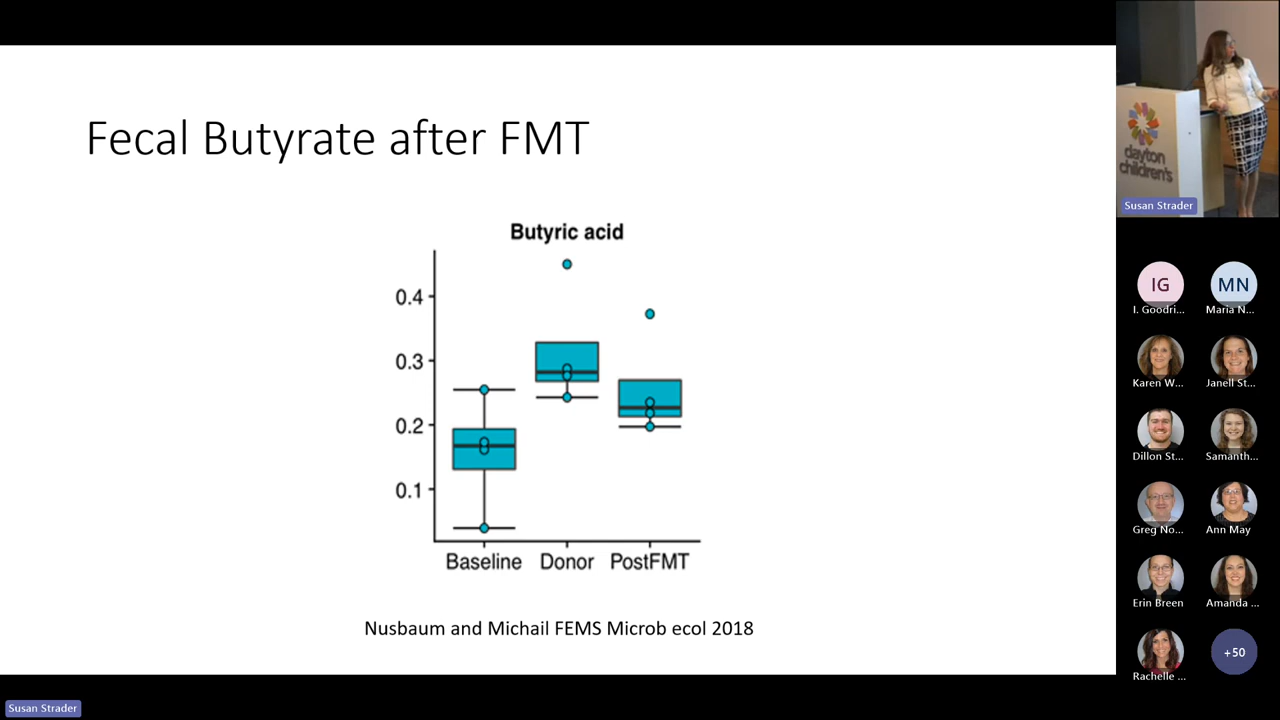 Fecal Butyrate after FMT
Butyric acid
0.4
0.3
0.2
0.1
Baseline Donor PostFMT
Nusbaum and Michail FEMS Microb ecol 2018
Susan Strader
dayton
children's
Susan Strader
IG MN
I. Goodri... Maria N...
Karen W... Janell St...
Dillon St... Samanth...
Greg No... Ann May
Erin Breen Amanda ...
Rachelle ... +50